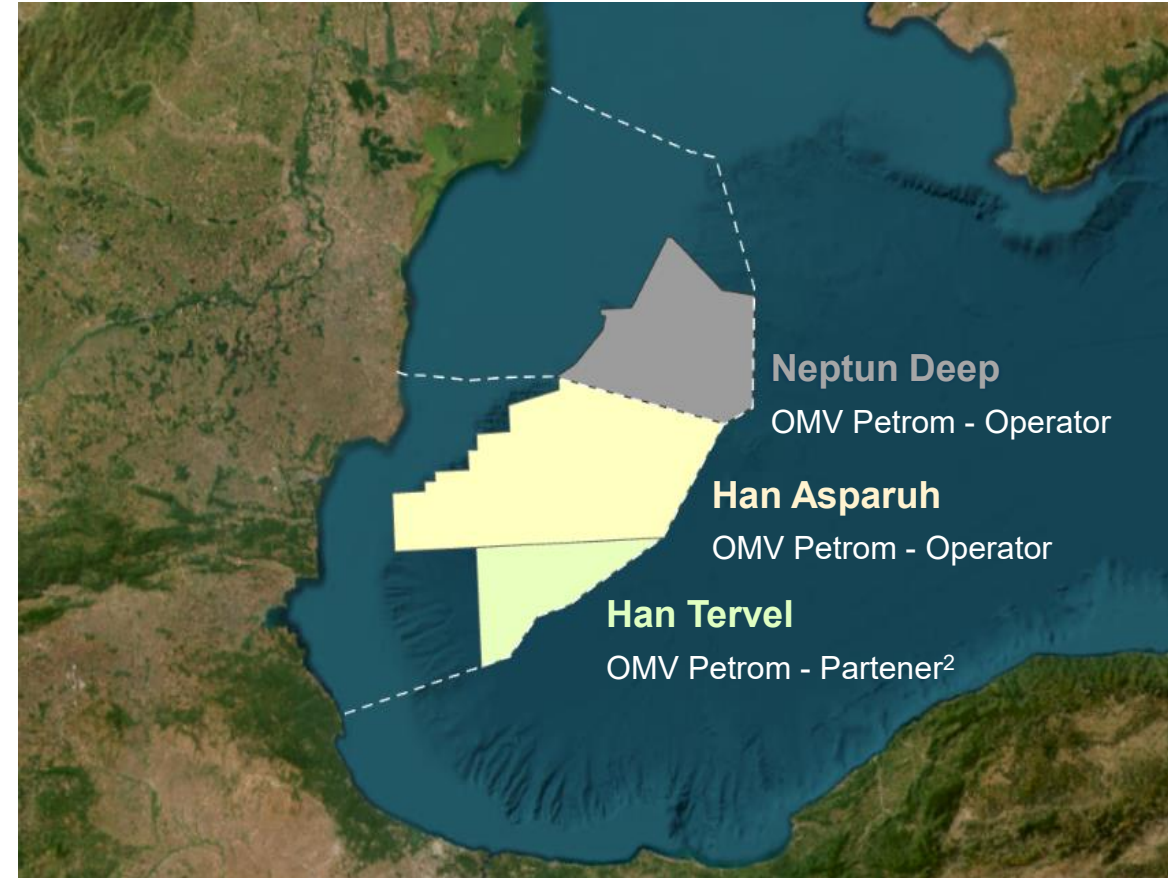 Neptun Deep
OMV Petrom - Operator
Han Asparuh
OMV Petrom - Operator
Han Tervel
OMV Petrom - Partener²